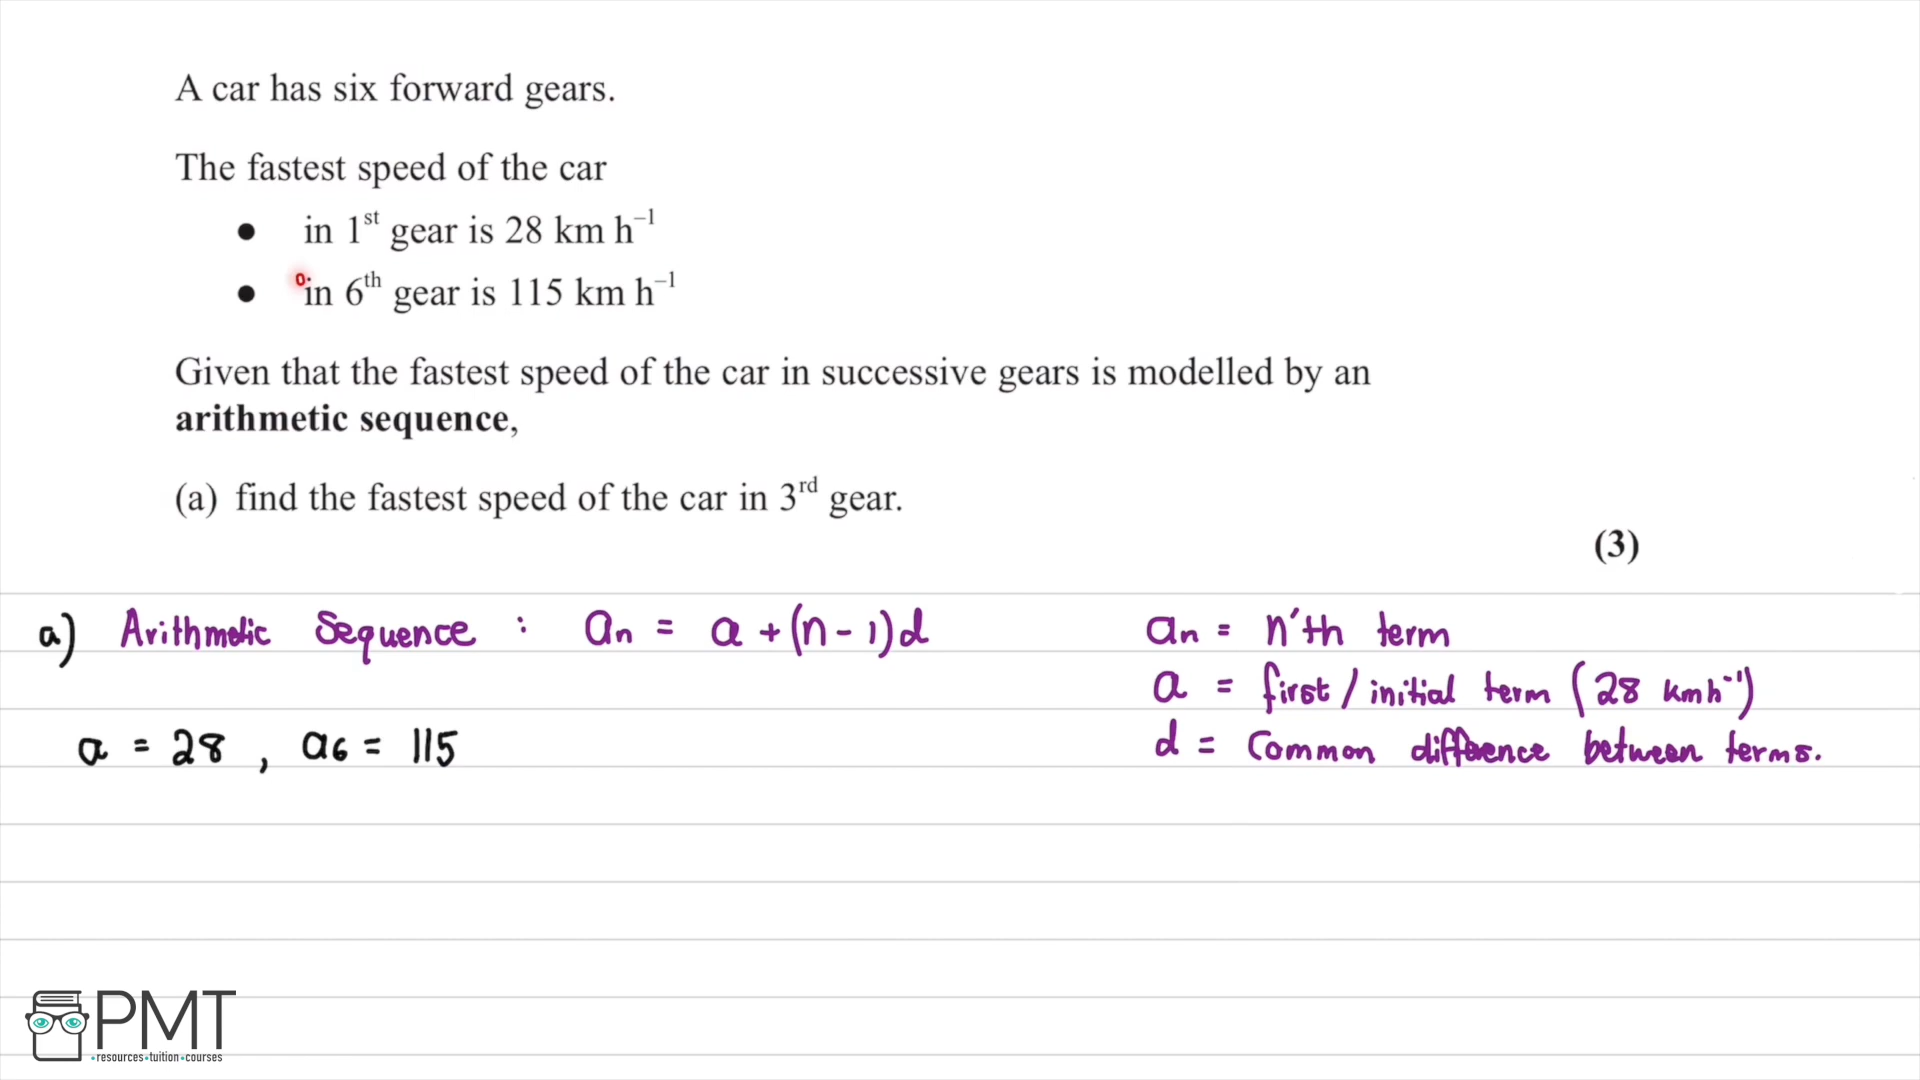 A car has six forward gears.
The fastest speed of the car
● in 1st gear is 28 km h⁻¹
● in 6th gear is 115 km h⁻¹
Given that the fastest speed of the car in successive gears is modelled by an
arithmetic sequence,
(a) find the fastest speed of the car in 3rd gear.
(3)
a) Arithmetic Sequence : an = a + (n - 1)d
an = n'th term
a = first / initial term (28 kmh⁻¹)
d = Common difference between terms.
a = 28 , a6 = 115
PMT
•resources•tuition•courses